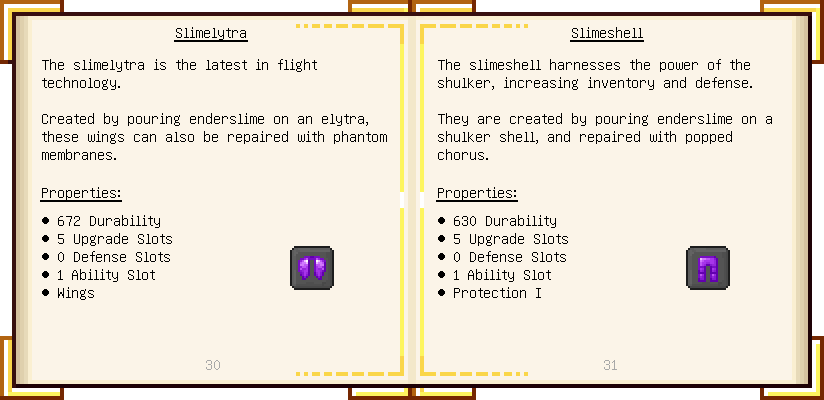 Slimelytra
The slimelytra is the latest in flight
technology.
Created by pouring enderslime on an elytra,
these wings can also be repaired with phantom
membranes.
Properties:
● 672 Durability
● 5 Upgrade Slots
● 0 Defense Slots
● 1 Ability Slot
● Wings
30
Slimeshell
The slimeshell harnesses the power of the
shulker, increasing inventory and defense.
They are created by pouring enderslime on a
shulker shell, and repaired with popped
chorus.
Properties:
● 630 Durability
● 5 Upgrade Slots
● 0 Defense Slots
● 1 Ability Slot
● Protection I
31